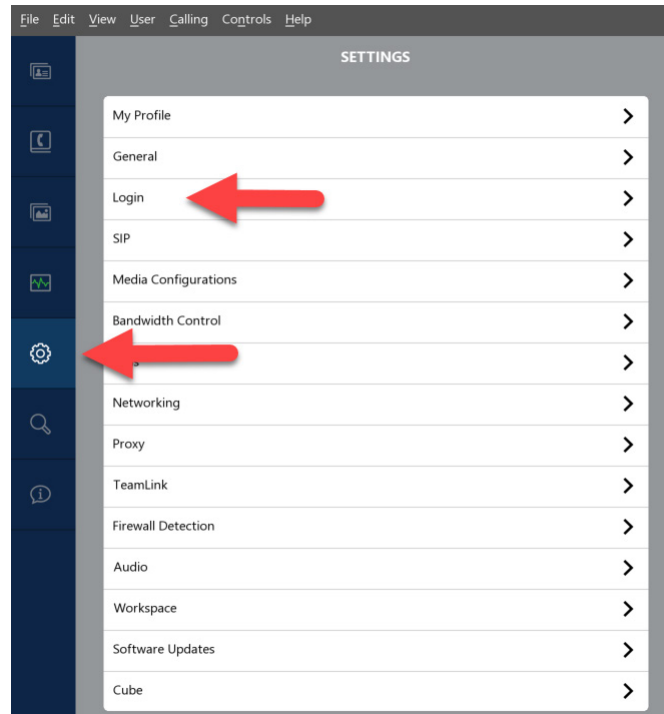 File Edit View User Calling Controls Help
SETTINGS
My Profile
General
Login
SIP
Media Configurations
Bandwidth Control
Networking
Proxy
TeamLink
Firewall Detection
Audio
Workspace
Software Updates
Cube